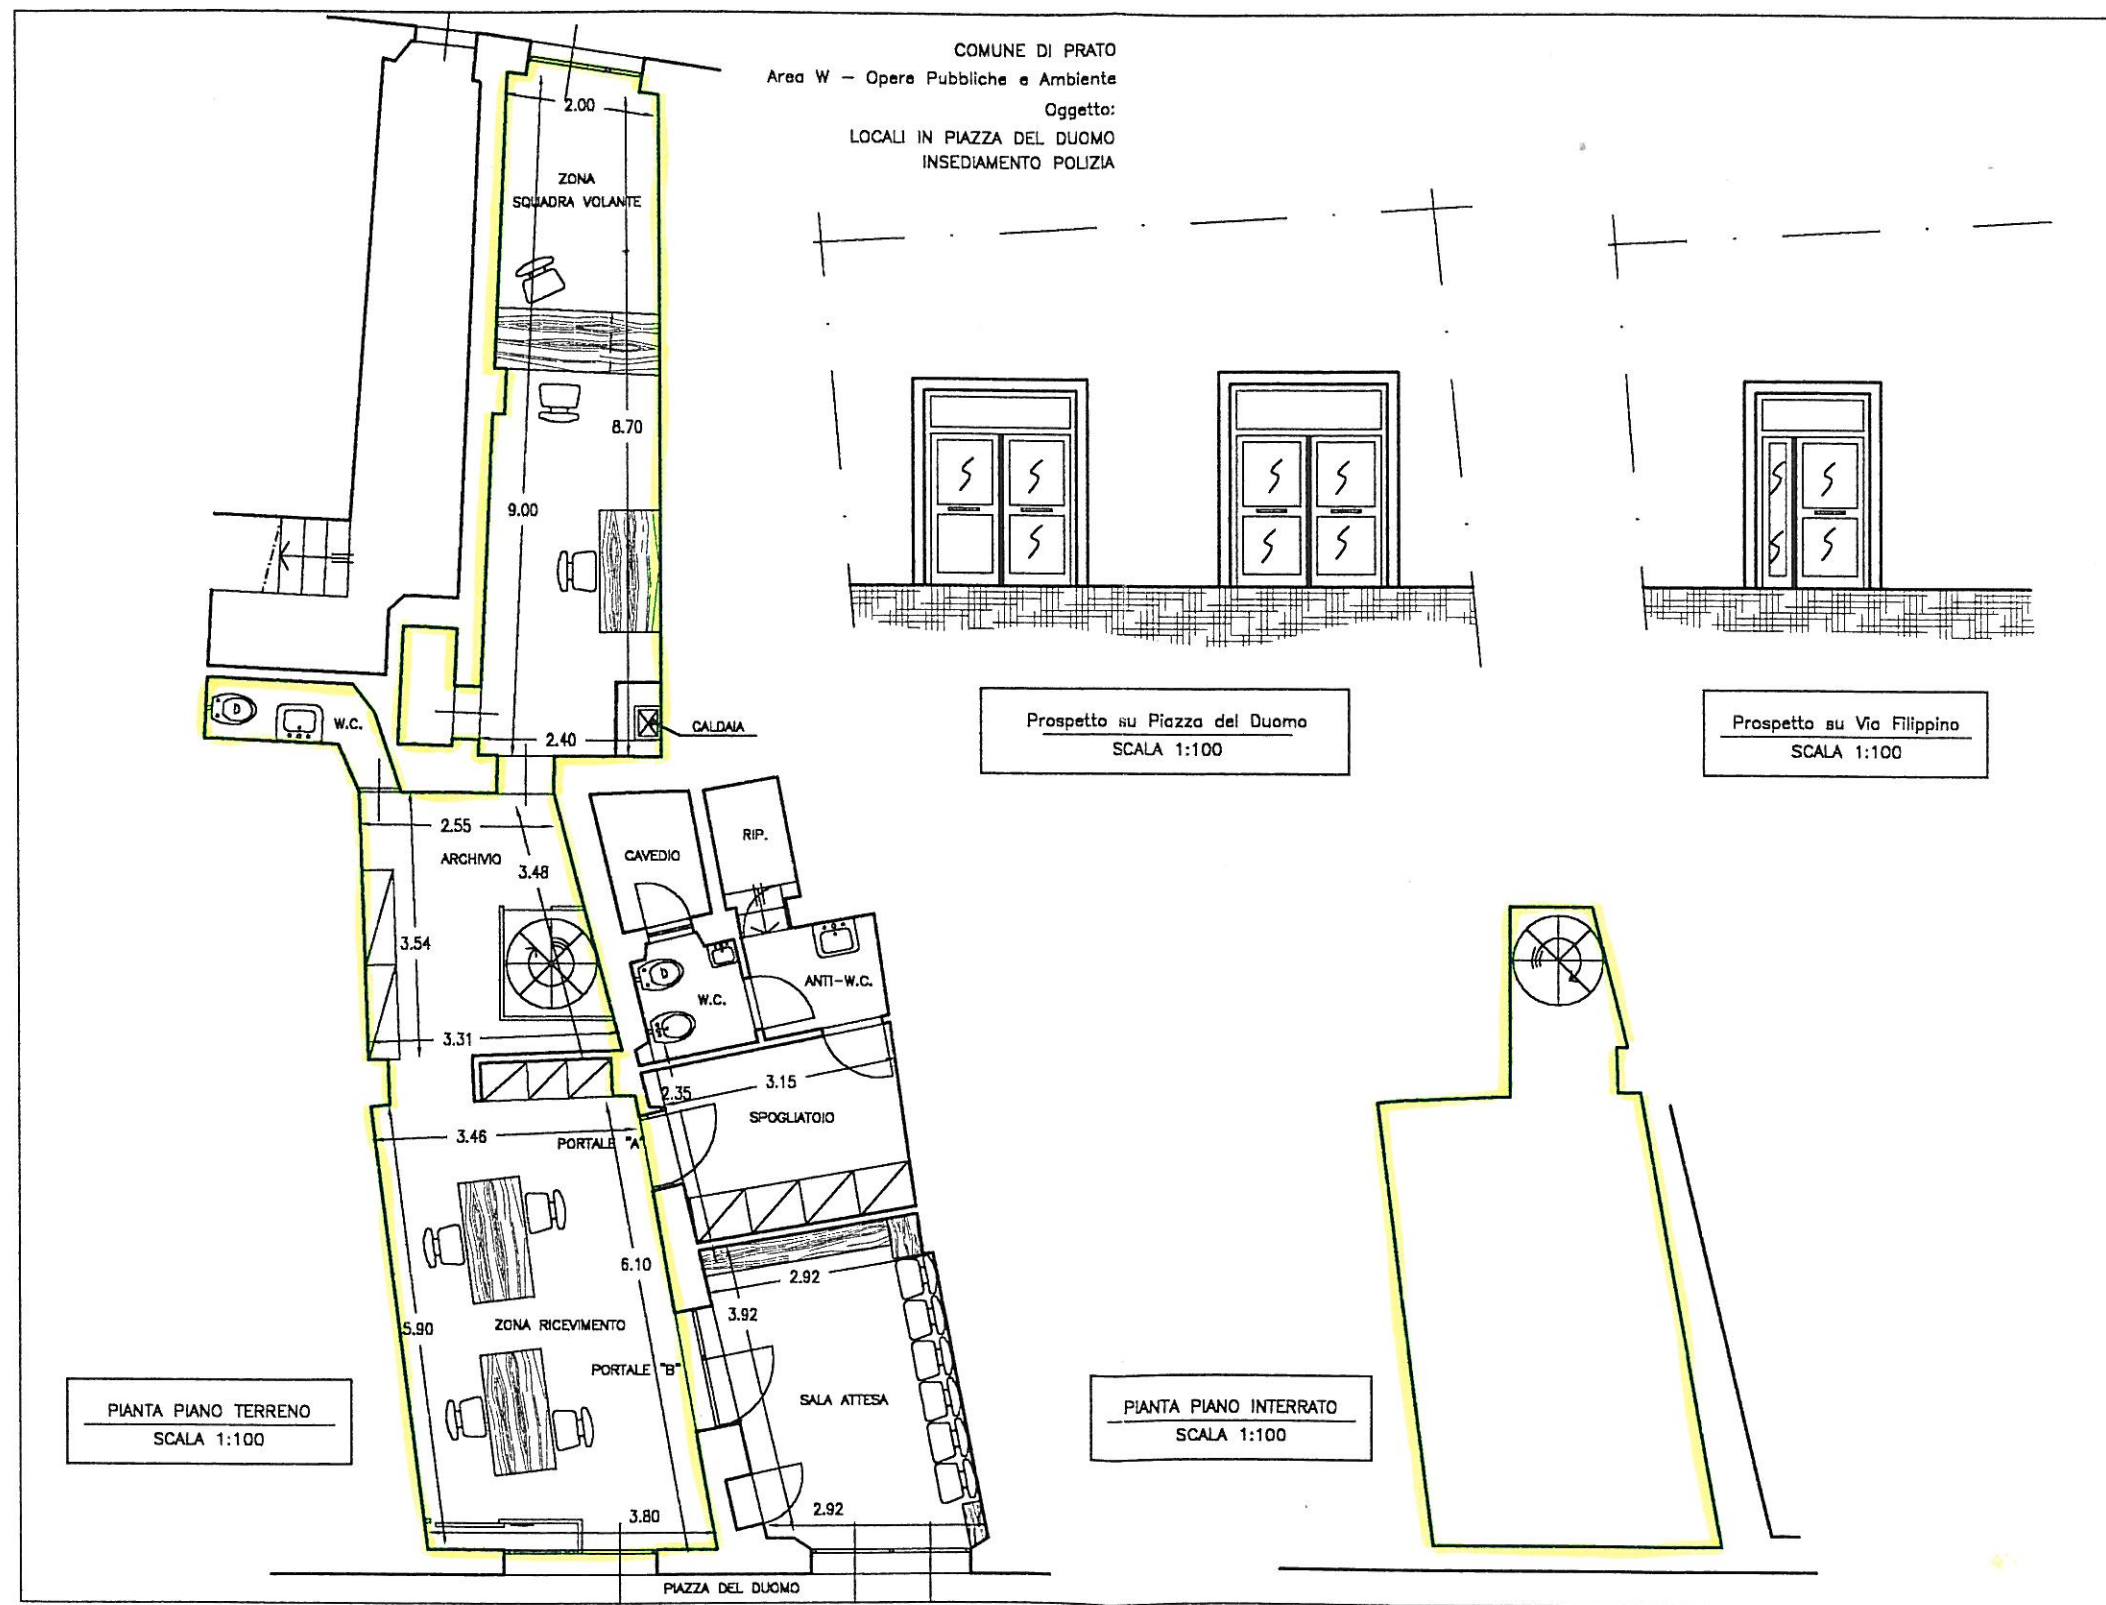 COMUNE DI PRATO
Area W – Opere Pubbliche e Ambiente
Oggetto:
LOCALI IN PIAZZA DEL DUOMO
INSEDIAMENTO POLIZIA
2.00
ZONA
SQUADRA VOLANTE
8.70
9.00
2.40
CALDAIA
W.C.
D
Prospetto su Piazza del Duomo
SCALA 1:100
Prospetto su Via Filippino
SCALA 1:100
2.55
ARCHIVIO
3.48
3.54
3.31
CAVEDIO
RIP.
D
W.C.
ANTI-W.C.
2.35
3.15
SPOGLIATOIO
3.46
PORTALE "A"
6.10
5.90
ZONA RICEVIMENTO
PORTALE "B"
2.92
3.92
SALA ATTESA
2.92
3.80
PIANTA PIANO TERRENO
SCALA 1:100
PIANTA PIANO INTERRATO
SCALA 1:100
PIAZZA DEL DUOMO